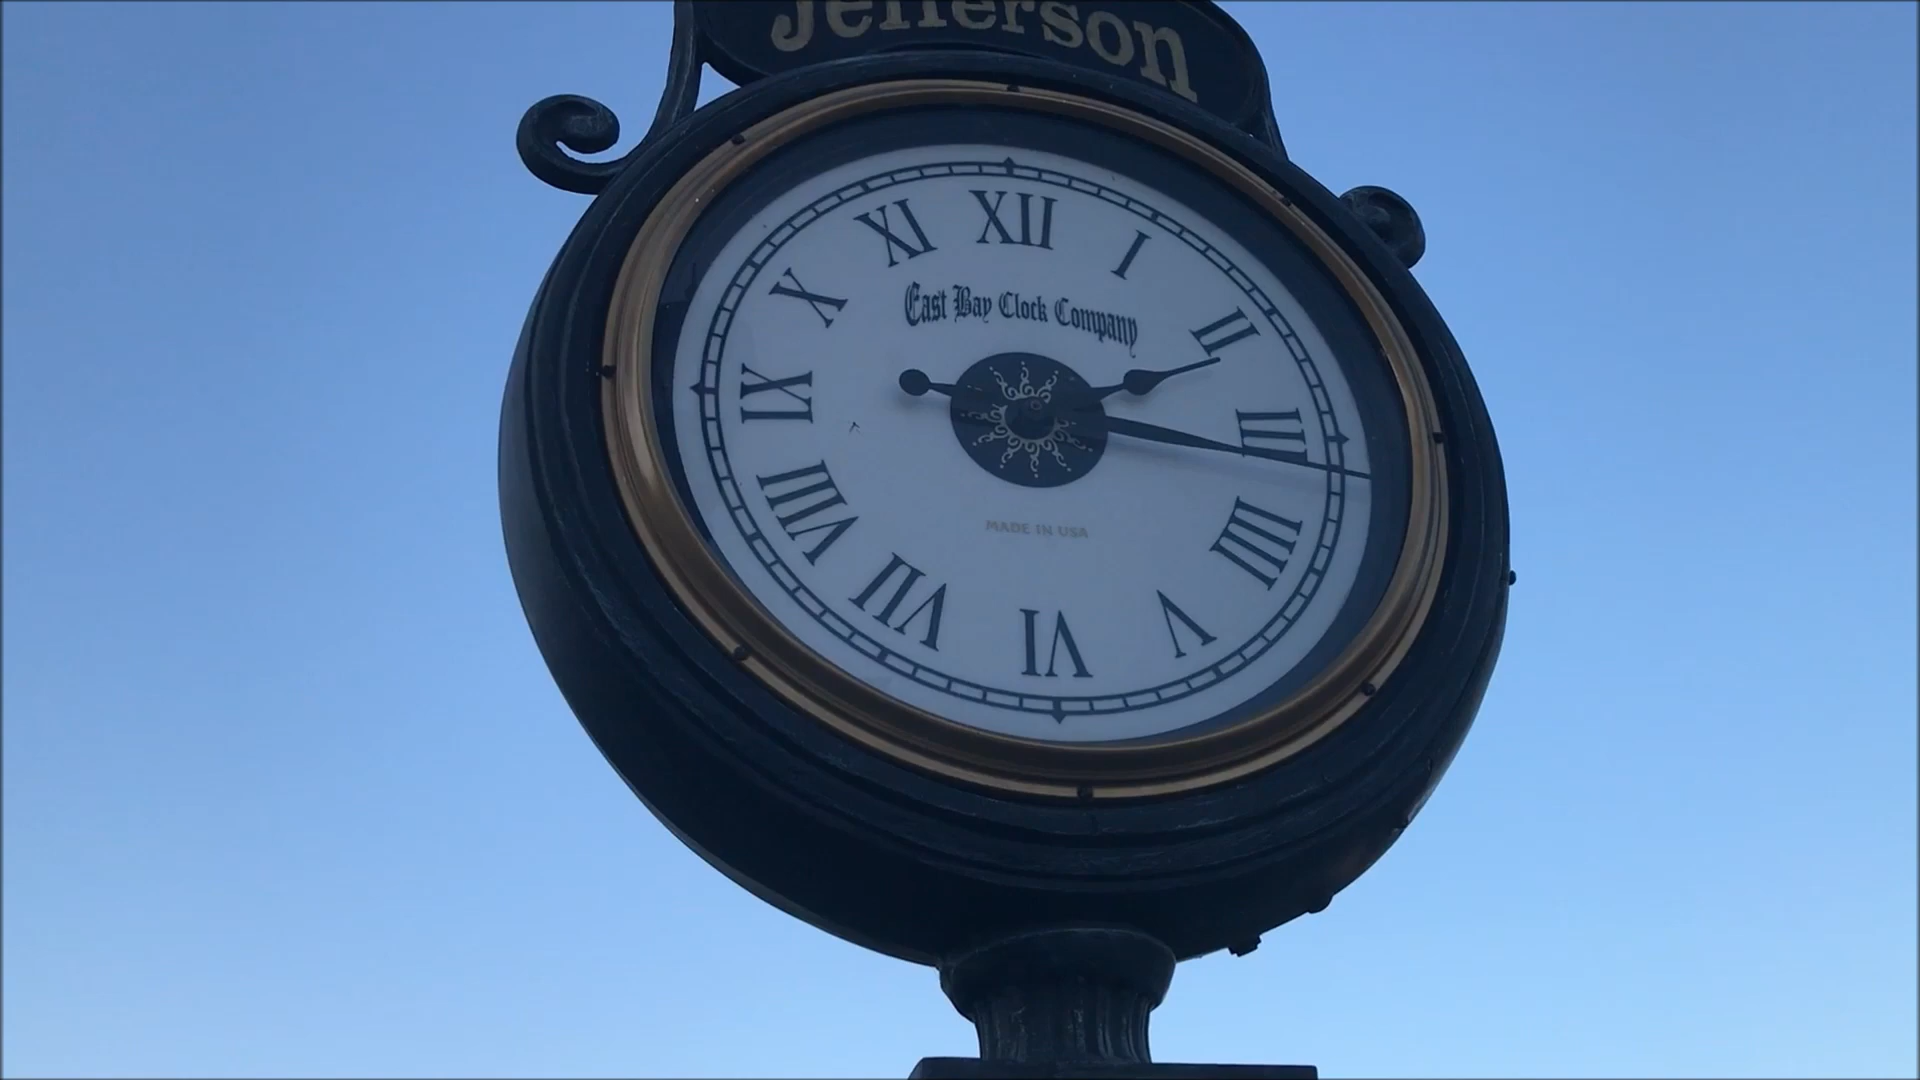 Jefferson
XII
XI
I
X
II
East Bay Clock Company
IX
III
MADE IN USA
VIII
IIII
VII
V
VI